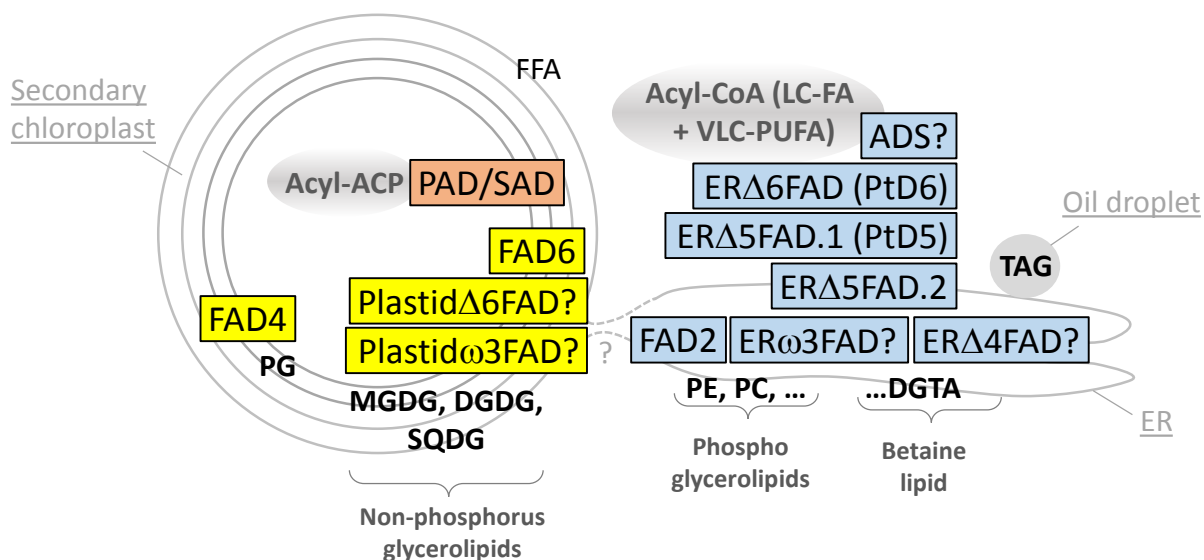 FFA
Secondary
chloroplast
Acyl-CoA (LC-FA
+ VLC-PUFA)
ADS?
Acyl-ACP
PAD/SAD
ERΔ6FAD (PtD6)
Oil droplet
ERΔ5FAD.1 (PtD5)
FAD6
TAG
PlastidΔ6FAD?
ERΔ5FAD.2
FAD4
Plastidω3FAD?
?
FAD2
ERω3FAD?
ERΔ4FAD?
PG
MGDG, DGDG,
SQDG
PE, PC, ...
...DGTA
ER
Phospho
glycerolipids
Betaine
lipid
Non-phosphorus
glycerolipids